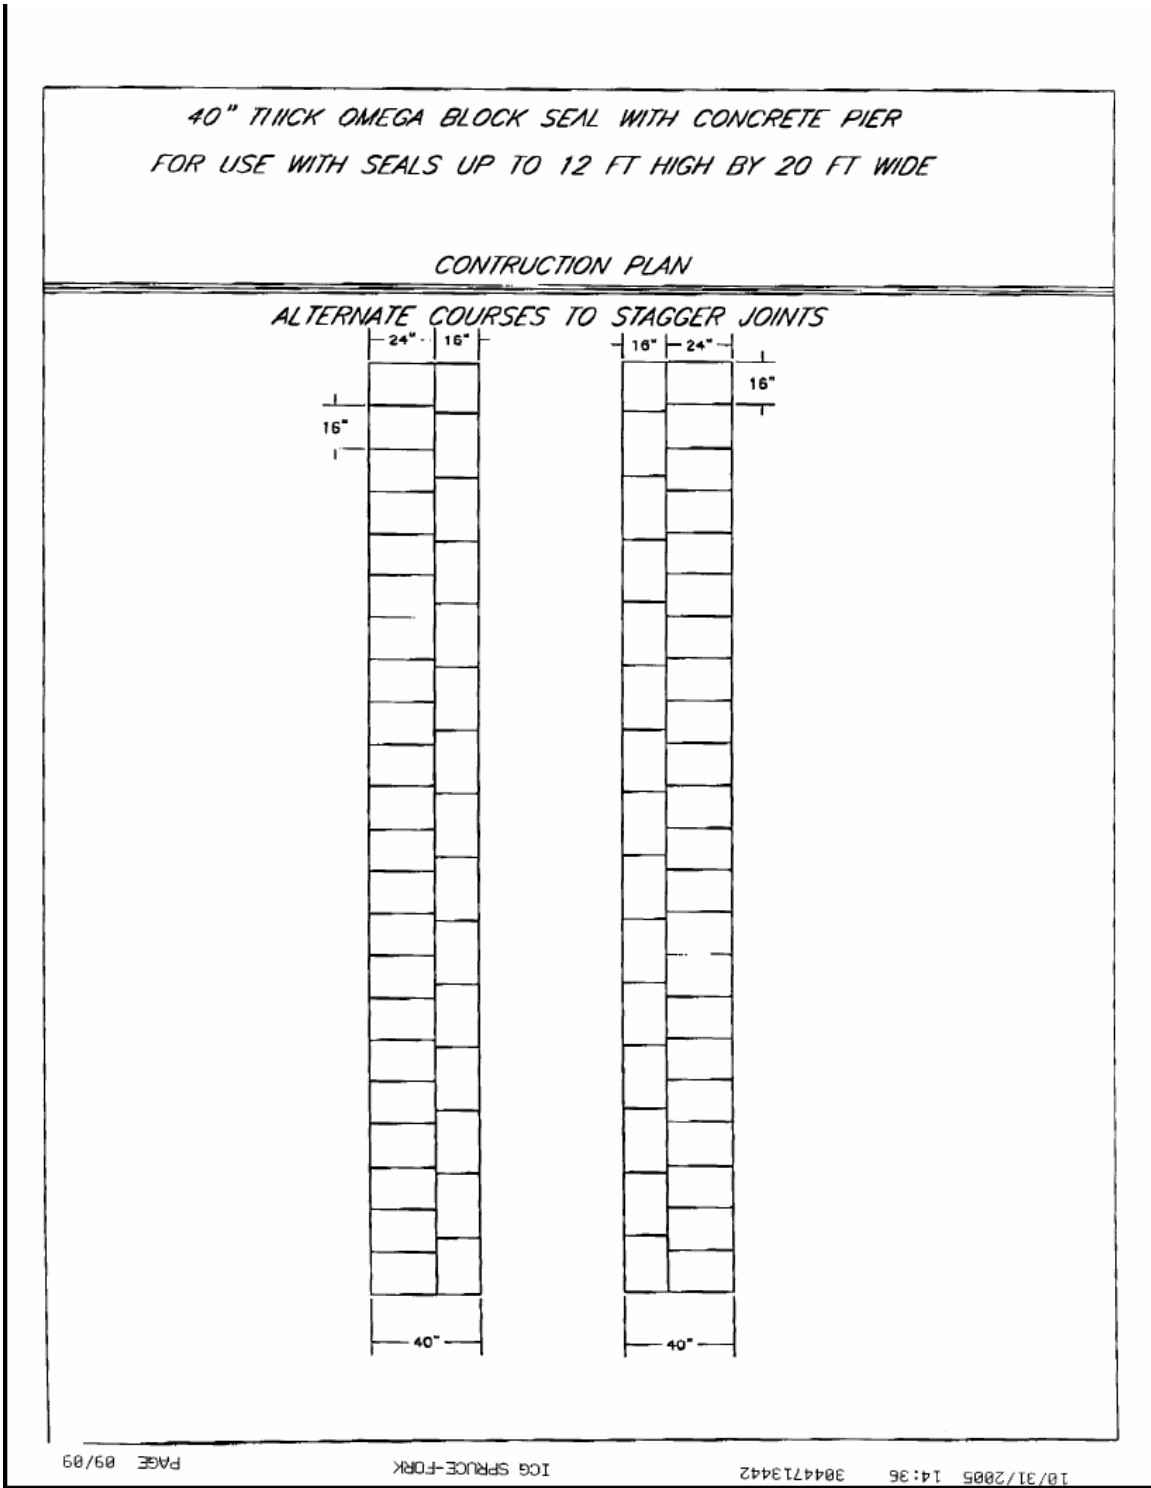 40" THICK OMEGA BLOCK SEAL WITH CONCRETE PIER
FOR USE WITH SEALS UP TO 12 FT HIGH BY 20 FT WIDE
CONTRUCTION PLAN
ALTERNATE COURSES TO STAGGER JOINTS
24" 16" 16" 24"
16"
16"
40" 40"
10/31/2005 14:36 3044713442 ICG SPRUCE-FORK PAGE 09/09